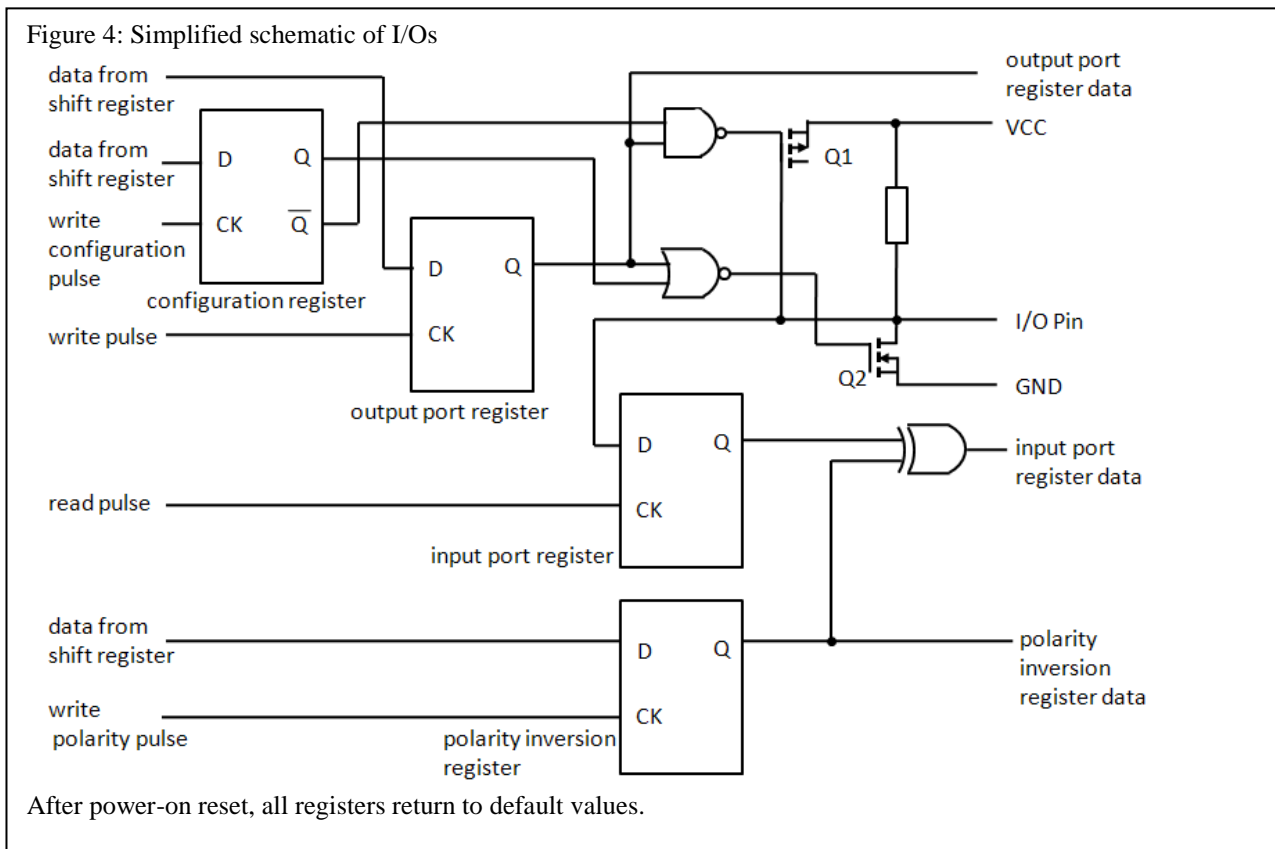 Figure 4: Simplified schematic of I/Os
data from
shift register
output port
register data
VCC
Q1
data from
shift register
D
Q
write
configuration
pulse
CK
Q̅
configuration register
D
Q
CK
write pulse
output port register
I/O Pin
Q2
GND
D
Q
input port
register data
read pulse
CK
input port register
data from
shift register
D
Q
polarity
inversion
register data
write
polarity pulse
CK
polarity inversion
register
After power-on reset, all registers return to default values.